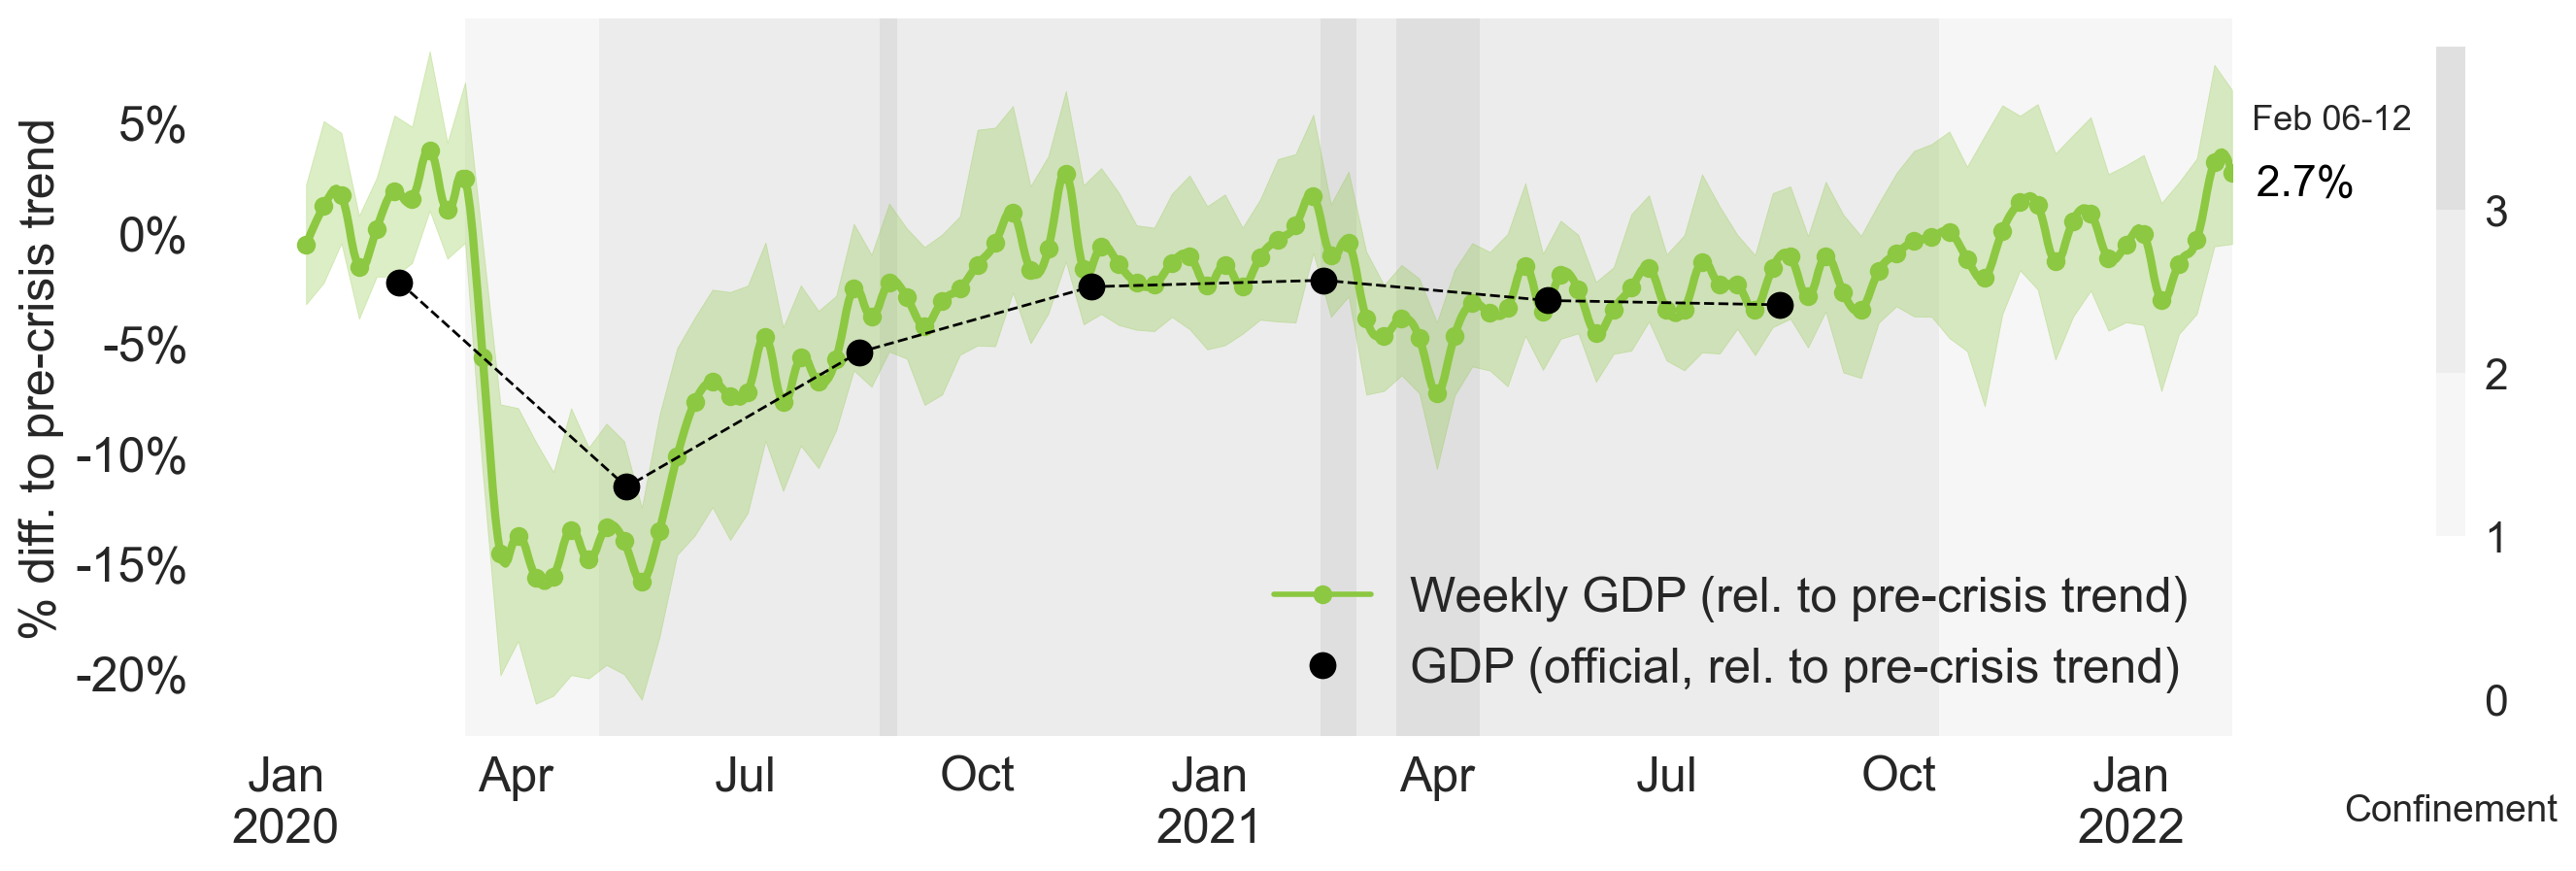 % diff. to pre-crisis trend
5%
0%
-5%
-10%
-15%
-20%
Jan Apr Jul Oct Jan Apr Jul Oct Jan
2020 2021 2022
Weekly GDP (rel. to pre-crisis trend)
GDP (official, rel. to pre-crisis trend)
Feb 06-12
2.7%
3
2
1
0
Confinement